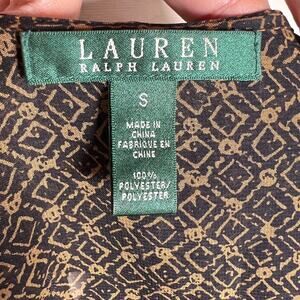 LAUREN
RALPH LAUREN
S
MADE IN
CHINA
FABRIQUE EN
CHINE
100%
POLYESTER/
POLYESTER